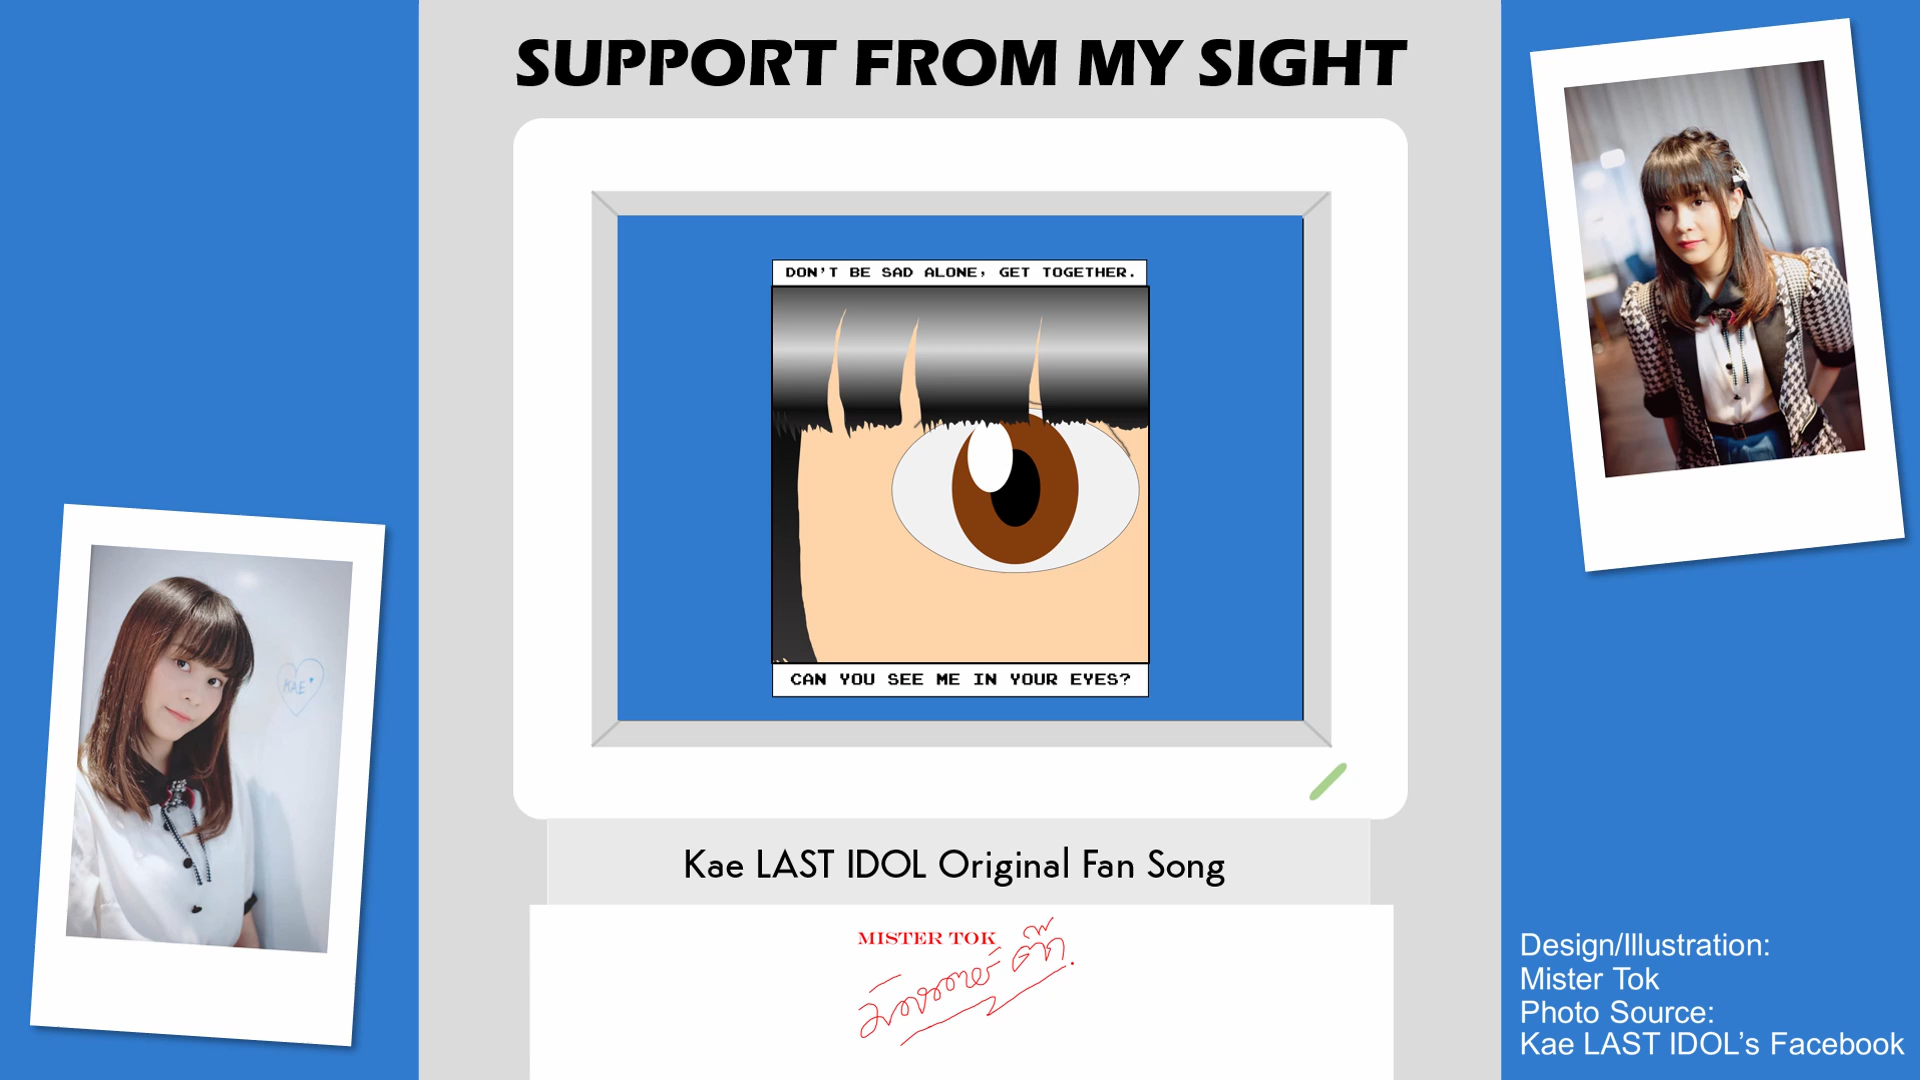 SUPPORT FROM MY SIGHT
DON'T BE SAD ALONE, GET TOGETHER.
CAN YOU SEE ME IN YOUR EYES?
KAE
Kae LAST IDOL Original Fan Song
MISTER TOK
Design/Illustration:
Mister Tok
Photo Source:
Kae LAST IDOL’s Facebook